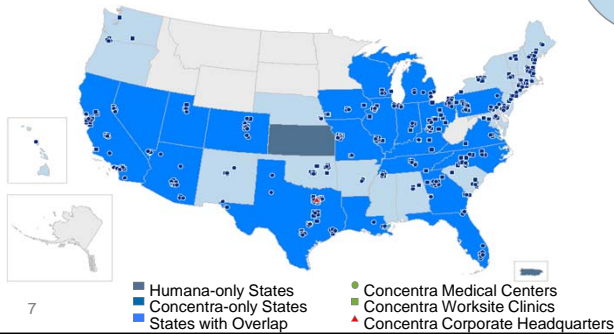 Humana-only States
Concentra-only States
States with Overlap
Concentra Medical Centers
Concentra Worksite Clinics
Concentra Corporate Headquarters
7